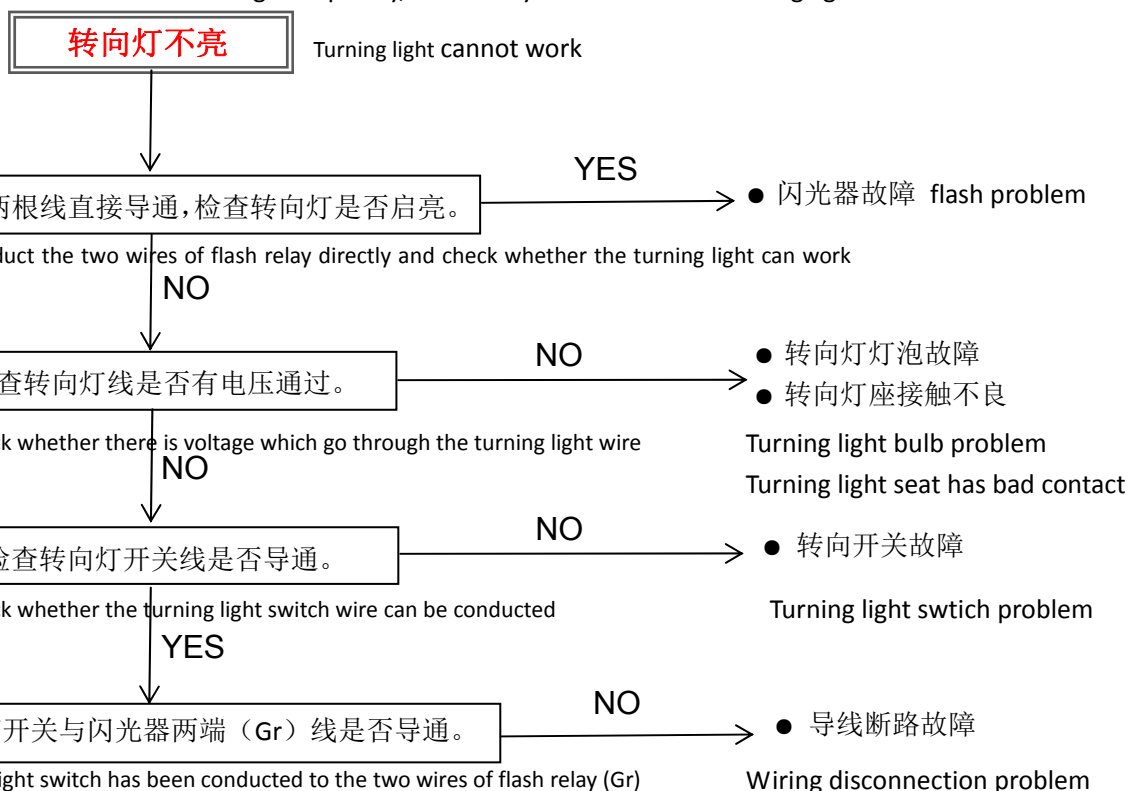 转向灯不亮
Turning light cannot work
YES
两根线直接导通，检查转向灯是否启亮。
● 闪光器故障 flash problem
the two wires of flash relay directly and check whether the turning light can work
NO
NO
● 转向灯灯泡故障
查转向灯线是否有电压通过。
● 转向灯座接触不良
whether there is voltage which go through the turning light wire
Turning light bulb problem
NO
Turning light seat has bad contact
NO
● 转向开关故障
检查转向灯开关线是否导通。
whether the turning light switch wire can be conducted
Turning light swtich problem
YES
NO
开关与闪光器两端（Gr）线是否导通。
● 导线断路故障
switch has been conducted to the two wires of flash relay (Gr)
Wiring disconnection problem